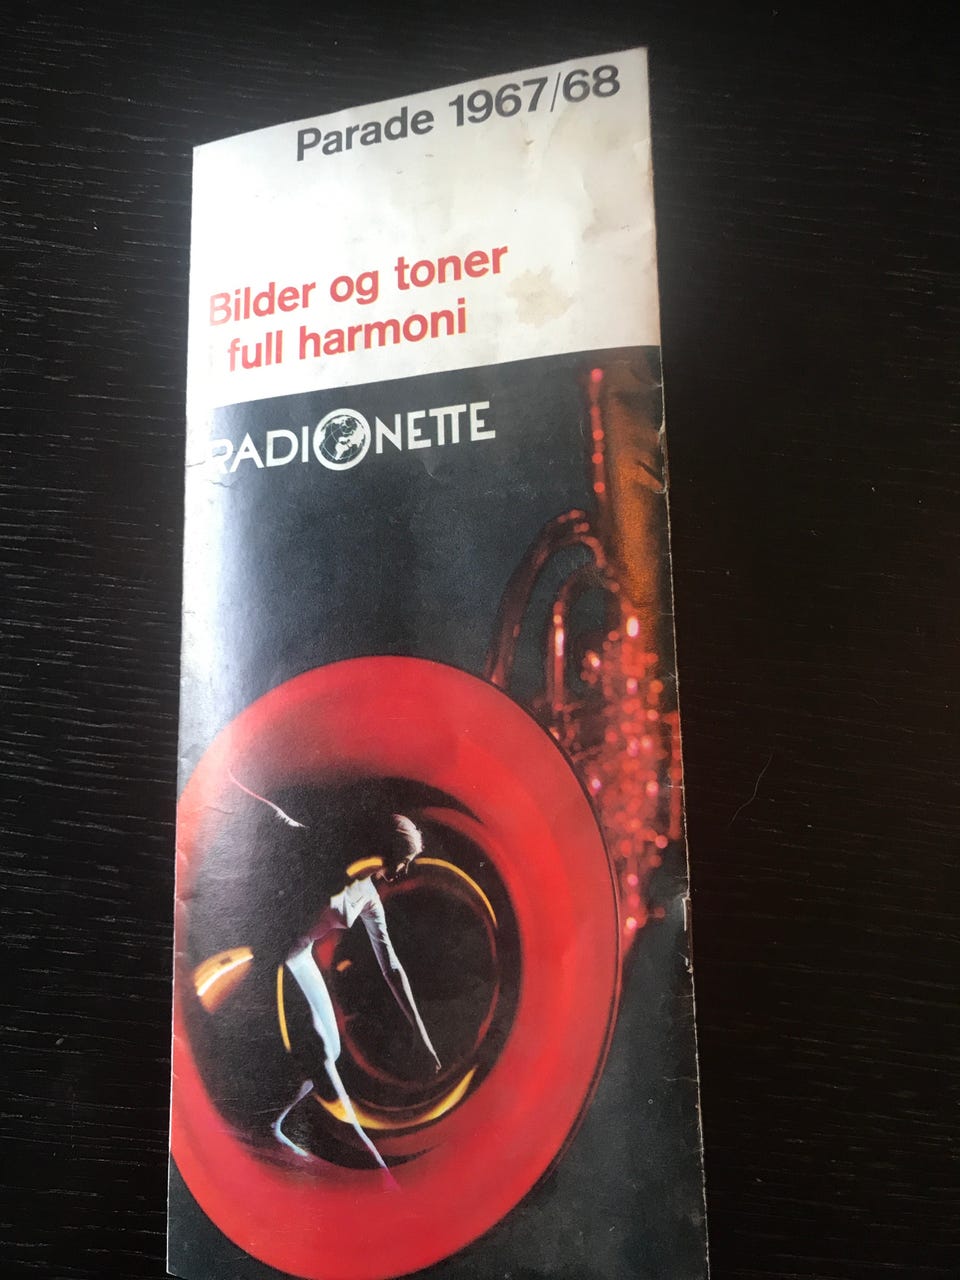 Parade 1967/68
Bilder og toner
i full harmoni
RADIONETTE